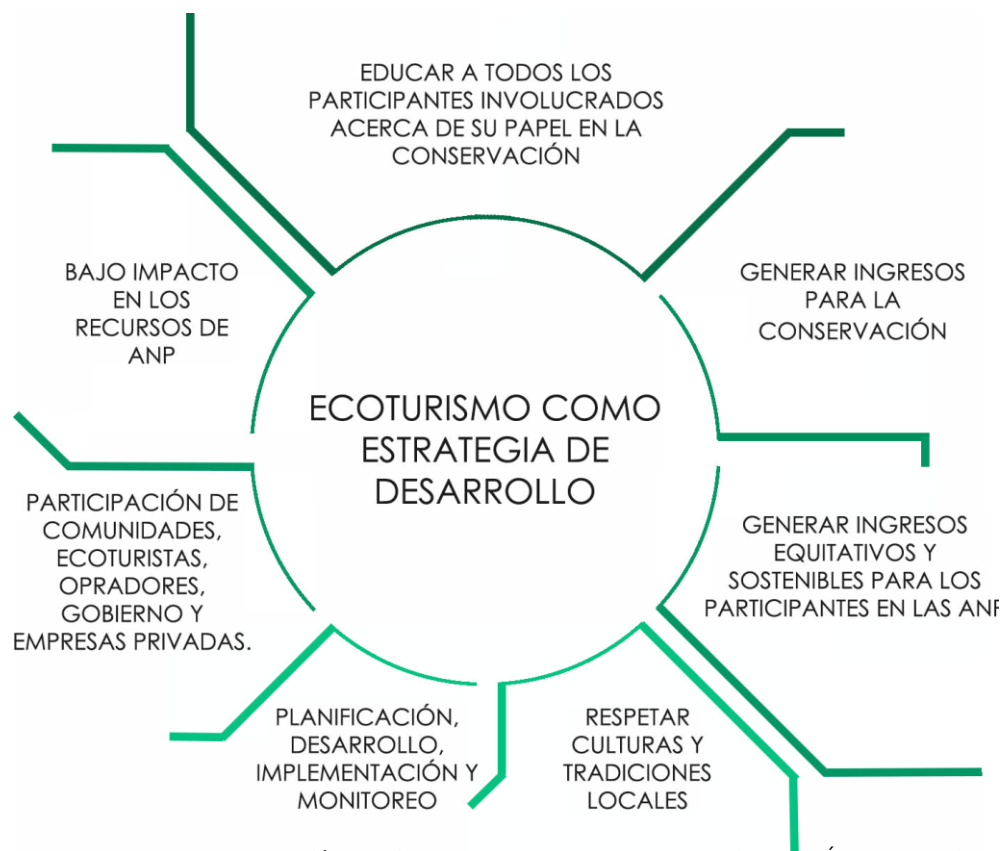 EDUCAR A TODOS LOS
PARTICIPANTES INVOLUCRADOS
ACERCA DE SU PAPEL EN LA
CONSERVACIÓN
BAJO IMPACTO
EN LOS
RECURSOS DE
ANP
GENERAR INGRESOS
PARA LA
CONSERVACIÓN
ECOTURISMO COMO
ESTRATEGIA DE
DESARROLLO
PARTICIPACIÓN DE
COMUNIDADES,
ECOTURISTAS,
OPRADORES,
GOBIERNO Y
EMPRESAS PRIVADAS.
GENERAR INGRESOS
EQUITATIVOS Y
SOSTENIBLES PARA LOS
PARTICIPANTES EN LAS ANP
PLANIFICACIÓN,
DESARROLLO,
IMPLEMENTACIÓN Y
MONITOREO
RESPETAR
CULTURAS Y
TRADICIONES
LOCALES